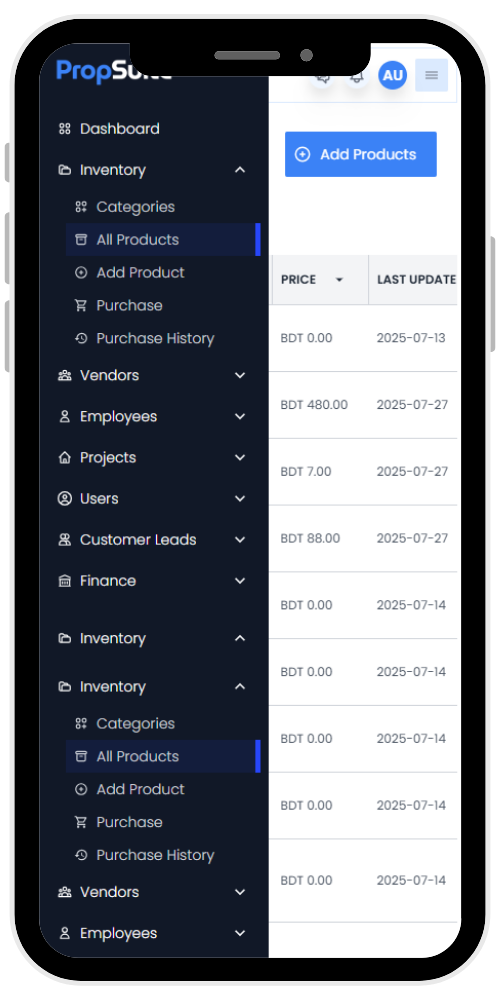 PropSuite
AU
Dashboard
Inventory
Categories
All Products
Add Product
Purchase
Purchase History
Vendors
Employees
Projects
Users
Customer Leads
Finance
Inventory
Inventory
Categories
All Products
Add Product
Purchase
Purchase History
Vendors
Employees
Add Products
PRICE LAST UPDATE
BDT 0.00 2025-07-13
BDT 480.00 2025-07-27
BDT 7.00 2025-07-27
BDT 88.00 2025-07-27
BDT 0.00 2025-07-14
BDT 0.00 2025-07-14
BDT 0.00 2025-07-14
BDT 0.00 2025-07-14
BDT 0.00 2025-07-14